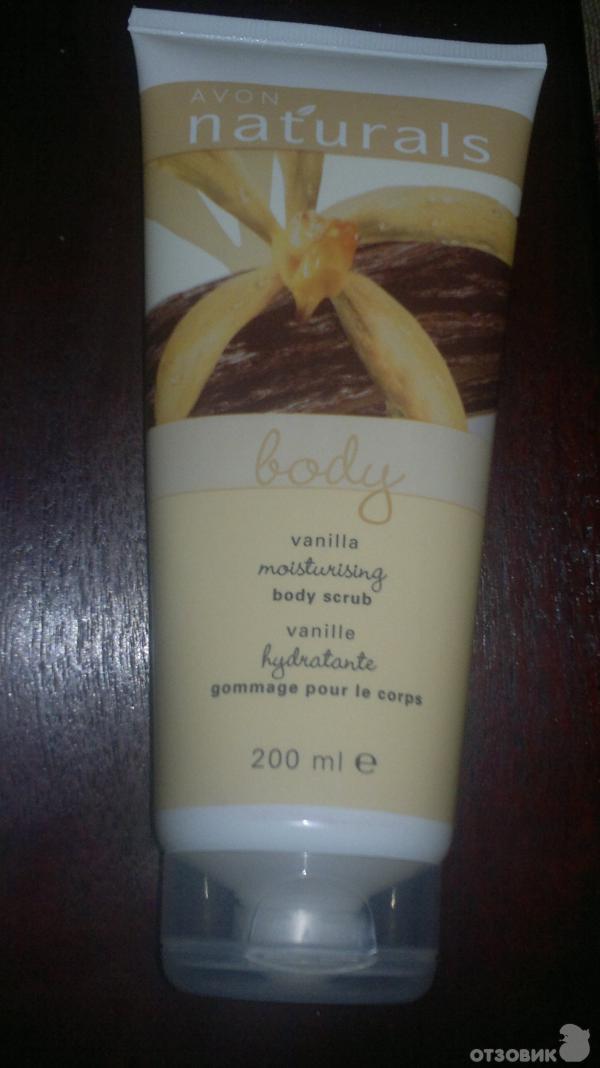 AVON
naturals
body
vanilla
moisturising
body scrub
vanille
hydratante
gommage pour le corps
200 ml ℮
ОТЗОВИК